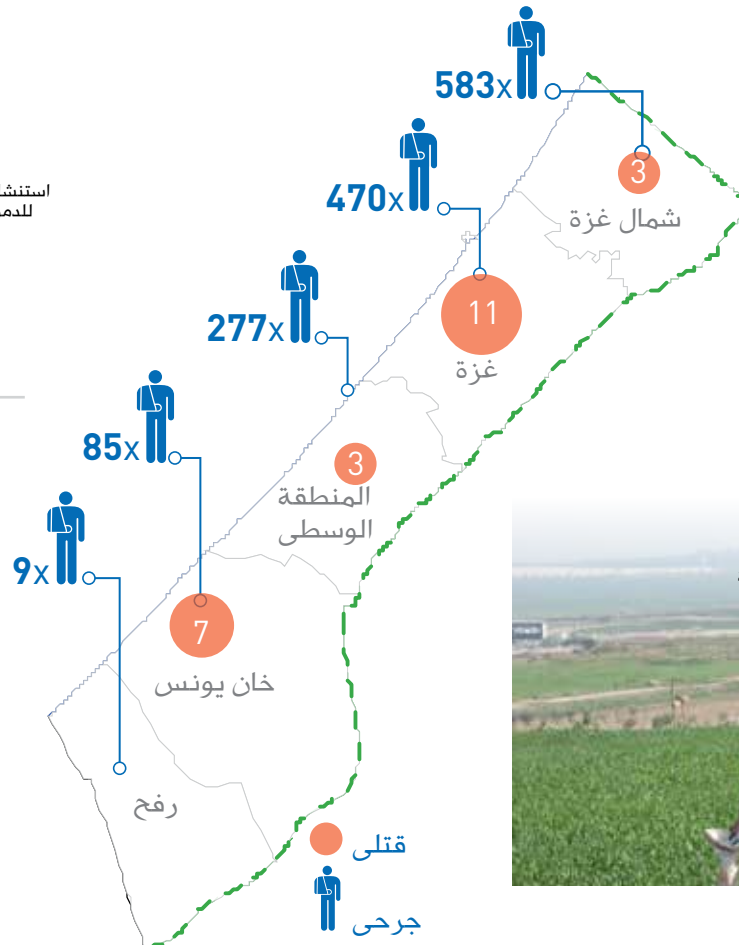 583x
3
شمال غزة
470x
11
غزة
277x
3
المنطقة
الوسطى
85x
7
خان يونس
9x
رفح
قتلى
جرحى